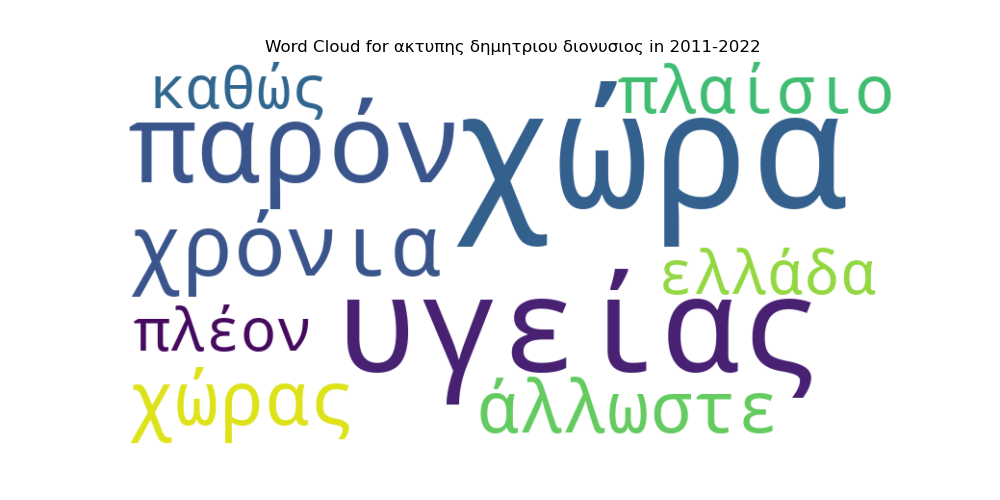 Word Cloud for ακτυπης δημητριου διονυσιος in 2011-2022
καθώς
πλαίσιο
παρόν
χώρα
χρόνια
ελλάδα
πλέον
υγείας
χώρας
άλλωστε